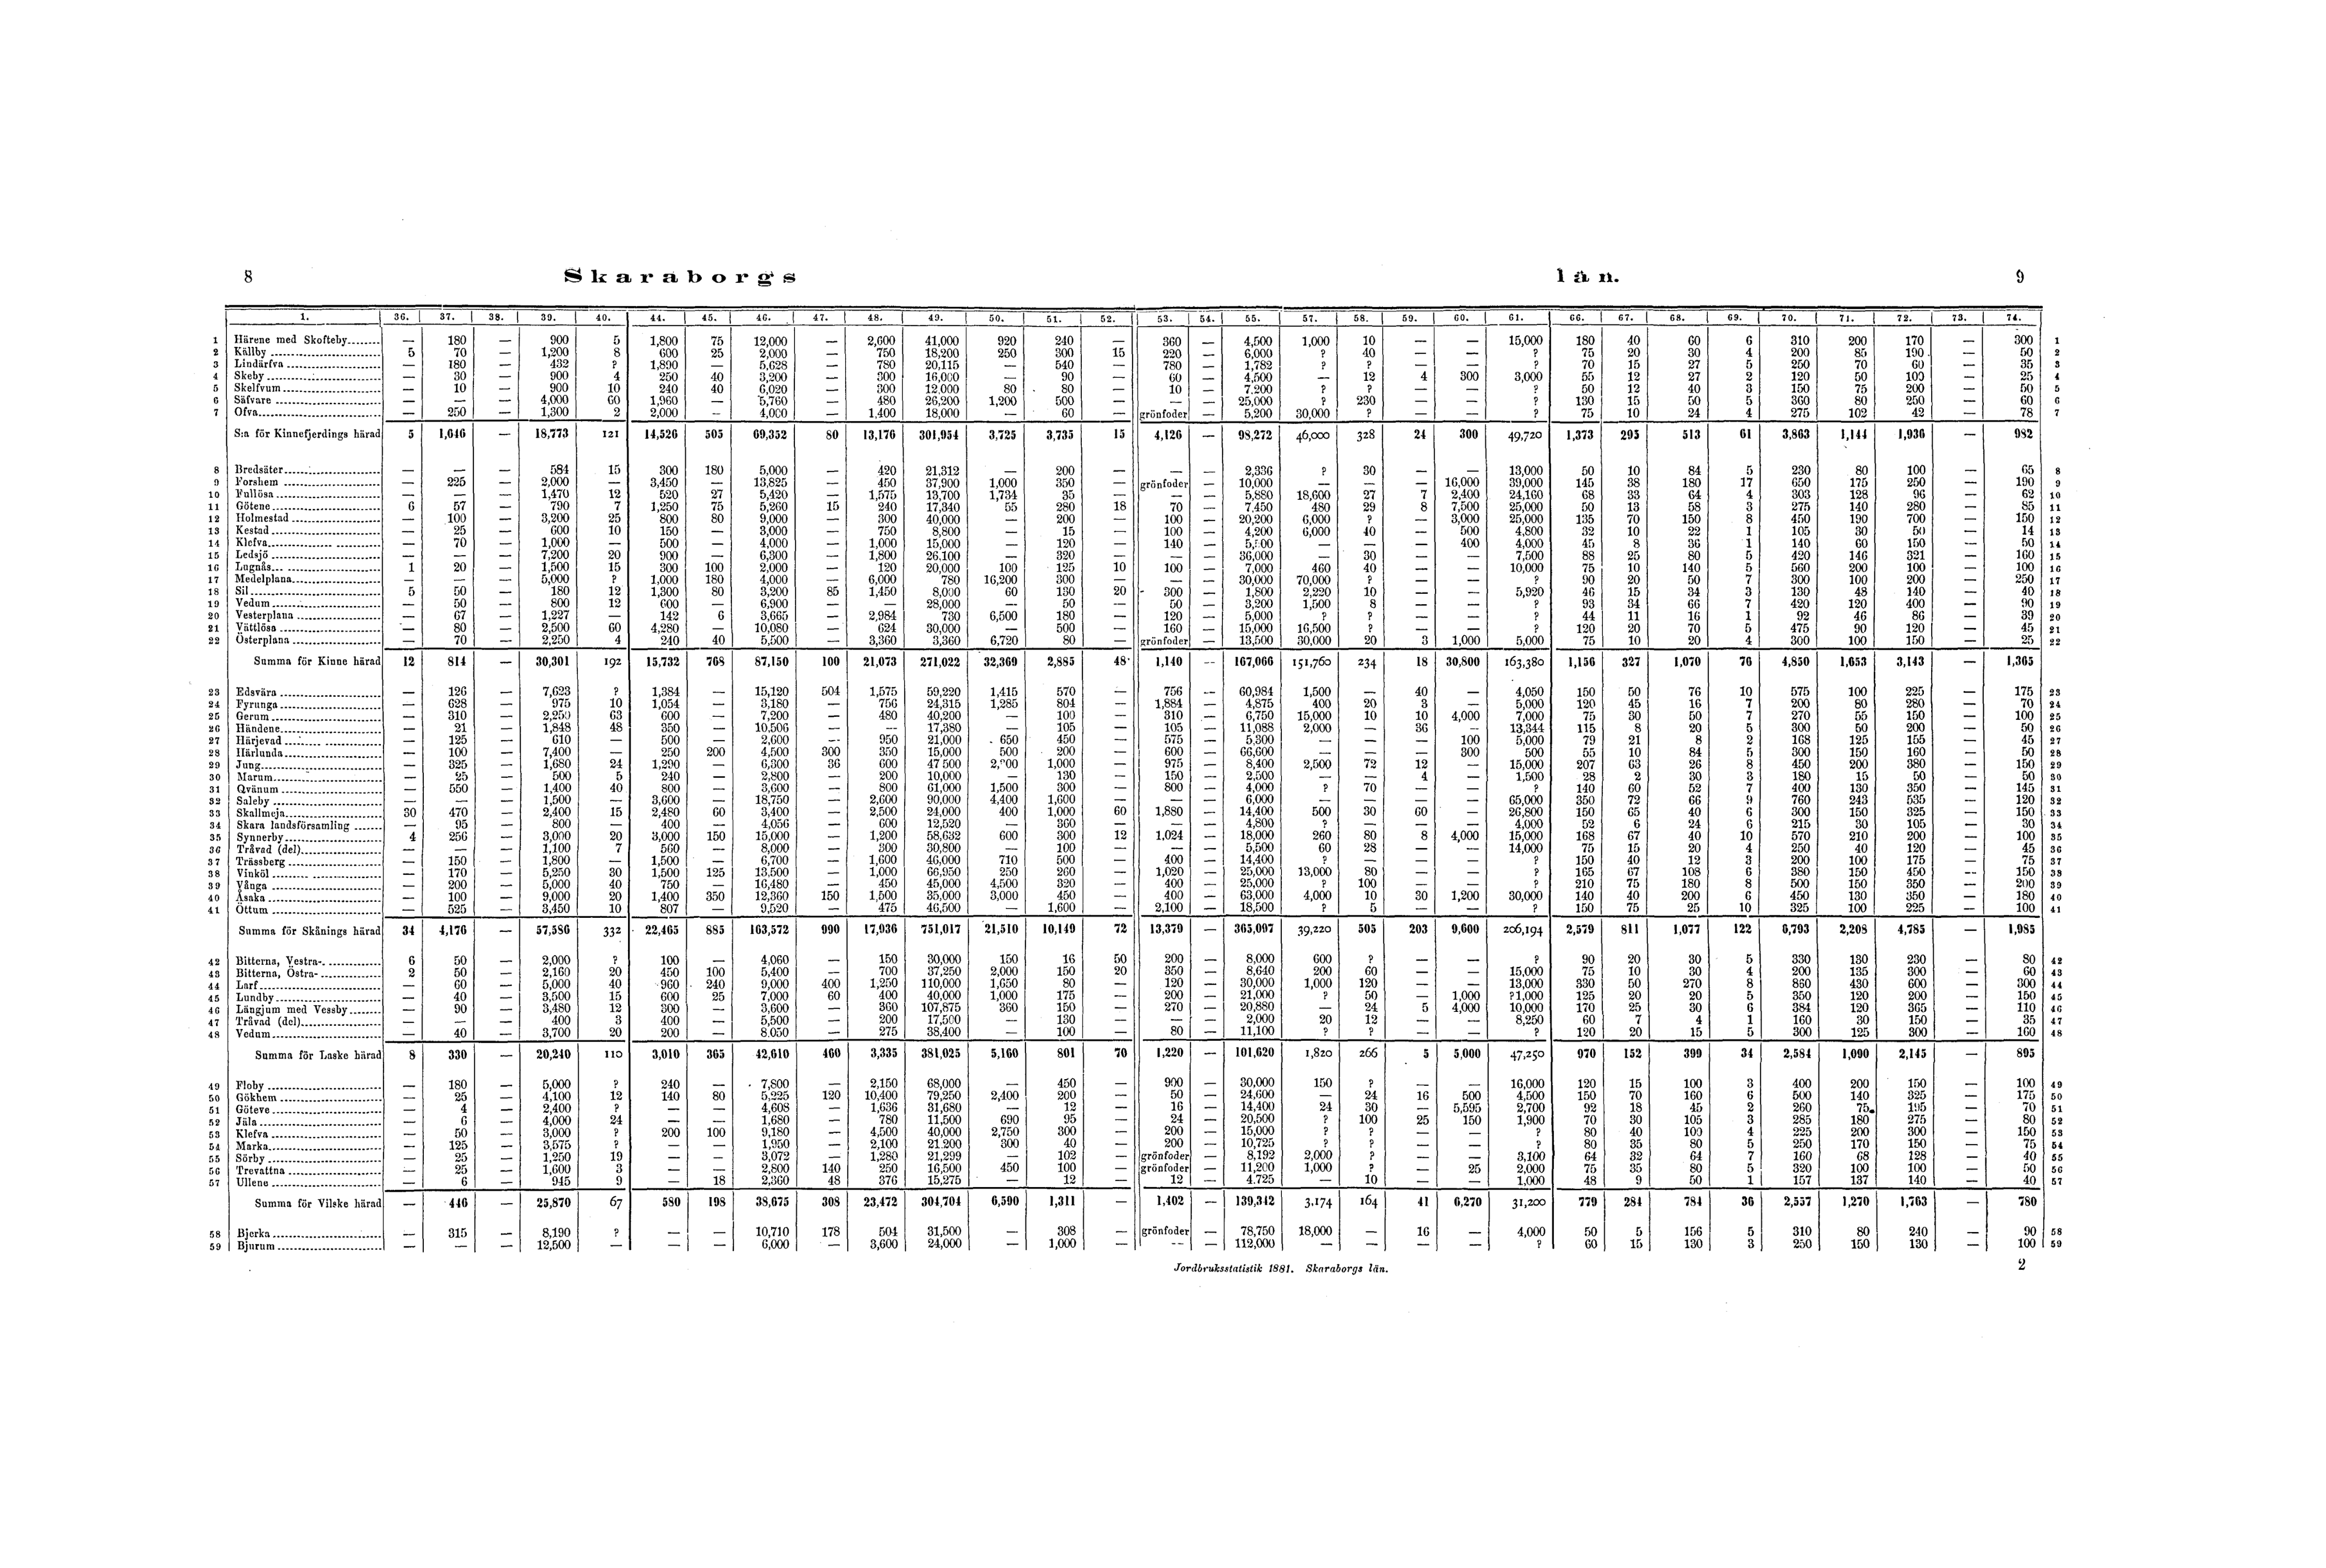 8 Skaraborgs län. 9
1. 36. 37. 38. 39. 40. 44. 45. 46. 47. 48. 49. 50. 51. 52. 53. 54. 55. 57. 58. 59. 60. 61. 66. 67. 68. 69. 70. 71. 72. 73. 74.
1 Härene med Skofteby — 180 — 900 5 1,800 75 12,000 — 2,600 41,000 920 240 — 360 — 4,500 1,000 10 — — 15,000 180 40 60 6 310 200 170 — 300 1
2 Källby 5 70 — 1,200 8 600 25 2,000 — 750 18,200 250 300 15 220 — 6,000 ? 40 — — ? 75 20 30 4 200 85 190 — 50 2
3 Lindärfva — 180 — 432 ? 1,890 — 5,628 — 780 20,115 — 540 — 780 — 1,782 ? ? — — ? 70 15 27 5 250 70 60 — 35 3
4 Skeby — 30 — 900 4 250 40 3,200 — 300 16,000 — 90 — 60 — 4,500 — 12 4 300 3,000 55 12 27 2 120 50 100 — 25 4
5 Skelfvum — 10 — 900 10 240 40 6,020 — 300 12,000 80 80 — 10 — 7,200 ? ? — — ? 50 12 40 3 150 75 200 — 50 5
6 Säfvare — — — 4,000 60 1,960 — 5,760 — 480 26,200 1,200 500 — — — 25,000 ? 230 — — ? 130 15 50 5 360 80 250 — 60 6
7 Ofva — 250 — 1,300 2 2,000 — 4,000 — 1,400 18,000 — 60 — grönfoder — 5,200 30,000 ? — — ? 75 10 24 4 275 102 42 — 78 7
S:a för Kinnefjerdings härad 5 1,646 — 18,773 121 14,526 505 69,352 80 13,176 301,954 3,725 3,735 15 4,126 — 98,272 46,000 328 24 300 49,720 1,373 295 513 61 3,863 1,144 1,936 — 982
8 Bredsäter — — — 584 15 300 180 5,000 — 420 21,312 — 200 — — — 2,336 ? 30 — — 13,000 50 10 84 5 230 80 100 — 65 8
9 Forshem — 225 — 2,000 — 3,450 — 13,825 — 450 37,900 1,000 350 — grönfoder — 10,000 — — — 16,000 39,000 145 38 180 17 650 175 250 — 190 9
10 Fullösa — — — 1,470 12 520 27 5,420 — 1,575 13,700 1,734 35 — — — 5,880 18,600 27 7 2,400 24,160 68 33 64 4 303 128 96 — 62 10
11 Götene 6 57 — 790 7 1,250 75 5,260 15 240 17,340 55 280 18 70 — 7,450 480 29 8 7,500 25,000 50 13 58 3 275 140 280 — 85 11
12 Holmestad — 100 — 3,200 25 800 80 9,000 — 300 40,000 — 200 — 100 — 20,200 6,000 ? — 3,000 25,000 135 70 150 8 450 190 700 — 150 12
13 Kestad — 25 — 600 10 150 — 3,000 — 750 8,800 — 15 — 100 — 4,200 6,000 40 — 500 4,800 32 10 22 1 105 30 50 — 14 13
14 Klefva — 70 — 1,000 — 500 — 4,000 — 1,000 15,000 — 120 — 140 — — — — 400 4,000 45 8 36 1 140 60 150 — 50 14
15 Ledsjö — — — 7,200 20 900 — 6,300 — 1,800 26,100 — 320 — — — 36,000 — 30 — — 7,500 88 25 80 5 420 146 321 — 160 15
16 Lugnås 1 20 — 1,500 15 300 100 2,000 — 120 20,000 100 125 10 100 — 7,000 460 40 — — 10,000 75 10 140 5 560 200 100 — 100 16
17 Medelplana — — — 5,000 ? 1,000 180 4,000 — 6,000 780 16,200 300 — — — 30,000 70,000 ? — — ? 90 20 50 7 300 100 200 — 250 17
18 Sil 5 50 — 180 12 1,300 80 3,200 85 1,450 8,000 60 130 20 300 — 1,800 2,220 10 — — 5,920 46 15 34 3 130 48 140 — 40 18
19 Vedum — 50 — 800 12 600 — 6,900 — — 28,000 — 50 — 50 — 3,200 1,500 8 — — ? 93 34 66 7 420 120 400 — 90 19
20 Vesterplana — 67 — 1,227 — 142 6 3,665 — 2,984 730 6,500 180 — 120 — 5,000 ? ? — — ? 44 11 16 1 92 46 86 — 39 20
21 Vättlösa — 80 — 2,500 60 4,280 — 10,080 — 624 30,000 — 500 — 160 — 15,000 16,500 ? — — ? 120 20 70 5 475 90 120 — 45 21
22 Österplana — 70 — 2,250 4 240 40 5,500 — 3,360 3,360 6,720 80 — grönfoder — 13,500 30,000 20 3 1,000 5,000 75 10 20 4 300 100 150 — 25 22
Summa för Kinne härad 12 814 — 30,301 192 15,732 768 87,150 100 21,073 271,022 32,369 2,885 48 1,140 — 167,066 151,760 234 18 30,800 163,380 1,156 327 1,070 76 4,850 1,653 3,143 — 1,365
23 Edsvära — 126 — 7,623 ? 1,384 — 15,120 504 1,575 59,220 1,415 570 — 756 — 60,984 1,500 — 40 — 4,050 150 50 76 10 575 100 225 — 175 23
24 Fyrunga — 628 — 975 10 1,054 — 3,180 — 756 24,315 1,285 804 — 1,884 — 4,875 400 20 3 — 5,000 120 45 16 7 200 80 280 — 70 24
25 Gerum — 310 — 2,250 63 600 — 7,200 — 480 40,200 — 100 — 310 — 6,750 15,000 10 10 4,000 7,000 75 30 50 7 270 55 150 — 100 25
26 Händene — 21 — 1,848 48 350 — 10,506 — — 17,380 — 105 — 105 — 11,088 2,000 — 36 — 13,344 115 8 20 5 300 50 200 — 50 26
27 Härjevad — 125 — 610 — 500 — 2,600 — 950 21,000 650 450 — 575 — 5,300 — — — 100 5,000 79 21 8 2 168 125 155 — 45 27
28 Härlunda — 100 — 7,400 — 250 200 4,500 300 350 15,000 500 200 — 600 — 66,600 — — — 300 500 55 10 84 5 300 150 160 — 50 28
29 Jung — 325 — 1,680 24 1,290 — 6,300 36 600 47 500 1,000 — 975 — 8,400 2,500 72 12 — 15,000 207 63 26 8 450 200 380 — 150 29
30 Marum — 25 — 500 5 240 — 2,800 — 200 10,000 — 130 — 150 — 2,500 — — 4 — 1,500 28 2 30 3 180 15 50 — 50 30
31 Qvänum — 550 — 1,400 40 800 — 3,600 — 800 61,000 1,500 300 — 800 — 4,000 ? 70 — — ? 140 60 52 7 400 130 350 — 145 31
32 Saleby — — — 1,500 — 3,600 — 18,750 — 2,600 90,000 4,400 1,600 — — — 6,000 — — — — 65,000 350 72 66 9 760 243 535 — 120 32
33 Skallmeja 30 470 — 2,400 15 2,480 60 3,400 — 2,500 24,000 400 1,000 60 1,880 — 14,400 500 30 60 — 26,800 150 65 40 6 300 150 325 — 150 33
34 Skara landsförsamling — 95 — 800 — 400 — 4,056 — 600 12,520 — 360 — — — 4,800 ? — — ? 4,000 52 6 24 6 215 30 105 — 30 34
35 Synnerby 4 256 — 3,000 20 3,000 150 15,000 — 1,200 58,632 600 300 12 1,024 — 18,000 260 80 8 4,000 15,000 168 67 40 10 570 210 200 — 100 35
36 Tråvad (del) — — — 1,100 7 560 — 8,000 — 300 30,800 — 100 — — — 5,500 60 28 — — 14,000 75 15 20 4 250 40 120 — 45 36
37 Trässberg — 150 — 1,800 — 1,500 — 6,700 — 1,600 46,000 710 500 — 400 — 14,400 ? — — — ? 150 40 12 3 200 100 175 — 75 37
38 Vinköl — 170 — 5,250 30 1,500 125 13,500 — 1,000 66,950 250 260 — 1,020 — 25,000 13,000 80 — — ? 165 67 108 6 380 150 450 — 150 38
39 Vånga — 200 — 5,000 40 750 — 16,480 — 450 45,000 4,500 320 — 400 — 25,000 ? 100 — — ? 210 75 180 8 500 150 350 — 200 39
40 Åsaka — 100 — 9,000 20 1,400 350 12,360 150 1,500 35,000 3,000 450 — 400 — 63,000 4,000 10 30 1,200 30,000 140 40 200 6 450 130 350 — 180 40
41 Öttum — 525 — 3,450 10 807 — 9,520 — 475 46,500 — 1,600 — 2,100 — 18,500 ? 5 — — ? 150 75 25 10 325 100 225 — 100 41
Summa för Skånings härad 34 4,176 — 57,586 332 22,465 885 163,572 990 17,936 751,017 21,510 10,149 72 13,379 — 365,097 39,220 505 203 9,600 206,194 2,579 811 1,077 122 6,793 2,208 4,785 — 1,985
42 Bitterna, Vestra- 6 50 — 2,000 ? 100 — 4,060 — 150 30,000 150 16 50 200 — 8,000 600 ? — — ? 90 20 30 5 330 130 230 — 80 42
43 Bitterna, Östra- 2 50 — 2,160 20 450 100 5,400 — 700 37,250 2,000 150 20 350 — 8,640 200 60 — — 15,000 75 10 30 4 200 135 300 — 60 43
44 Larf — 60 — 5,000 40 960 240 9,000 400 1,250 110,000 1,650 80 — 120 — 30,000 1,000 120 — — 13,000 330 50 270 8 860 430 600 — 300 44
45 Lundby — 40 — 3,500 15 600 25 7,000 60 400 40,000 1,000 175 — 200 — 21,000 ? 50 — 1,000 ?1,000 125 20 20 5 350 120 200 — 150 45
46 Längjum med Vessby — 90 — 3,480 12 300 — 3,600 — 360 107,875 360 150 — 270 — 20,880 — 24 5 4,000 10,000 170 25 30 6 384 120 365 — 110 46
47 Tråvad (del) — — — 400 3 400 — 5,500 — 200 17,500 — 130 — — — 2,000 20 12 — — 8,250 60 7 4 1 160 30 150 — 35 47
48 Vedum — 40 — 3,700 20 200 — 8,050 — 275 38,400 — 100 — 80 — 11,100 ? ? — — ? 120 20 15 5 300 125 300 — 160 48
Summa för Laske härad 8 330 — 20,240 110 3,010 365 42,610 460 3,335 381,025 5,160 801 70 1,220 — 101,620 1,820 266 5 5,000 47,250 970 152 399 34 2,584 1,090 2,145 — 895
49 Floby — 180 — 5,000 ? 240 — 7,800 — 2,150 68,000 — 450 — 900 — 30,000 150 ? — — 16,000 120 15 100 3 400 200 150 — 100 49
50 Gökhem — 25 — 4,100 12 140 80 5,225 120 10,400 79,250 2,400 200 — 50 — 24,600 — 24 16 500 4,500 150 70 160 6 500 140 325 — 175 50
51 Göteve — 4 — 2,400 ? — — 4,608 — 1,636 31,680 — 12 — 16 — 14,400 24 30 — 5,595 2,700 92 18 45 2 260 75 195 — 70 51
52 Jäla — 6 — 4,000 24 — — 1,680 — 780 11,500 690 95 — 24 — 20,500 ? 100 25 150 1,900 70 30 105 3 285 180 275 — 80 52
53 Klefva — 50 — 3,000 ? 200 100 9,180 — 4,500 40,000 2,750 300 — 200 — 15,000 ? ? — — ? 80 40 100 4 225 200 300 — 150 53
54 Marka — 125 — 3,575 ? — — 1,950 — 2,100 21,200 300 40 — 200 — 10,725 ? ? — — ? 80 35 80 5 250 170 150 — 75 54
55 Sörby — 25 — 1,250 19 — — 3,072 — 1,280 21,299 — 102 — grönfoder — 8,192 2,000 ? — — 3,100 64 32 64 7 160 68 128 — 40 55
56 Trevattna — 25 — 1,600 3 — — 2,800 140 250 16,500 450 100 — grönfoder — 11,200 1,000 ? — 25 2,000 75 35 80 5 320 100 100 — 50 56
57 Ullene — 6 — 945 9 — 18 2,360 48 376 15,275 — 12 — 12 — 4,725 — 10 — — 1,000 48 9 50 1 157 137 140 — 40 57
Summa för Vilske härad — 446 — 25,870 67 580 198 38,675 308 23,472 304,704 6,590 1,311 — 1,402 — 139,342 3,174 164 41 6,270 31,200 779 284 784 36 2,557 1,270 1,763 — 780
58 Bjerka — 315 — 8,190 ? — — 10,710 178 504 31,500 — 308 — grönfoder — 78,750 18,000 — 16 — 4,000 50 5 156 5 310 80 240 — 90 58
59 Bjurum — — — 12,500 — — — 6,000 — 3,600 24,000 — 1,000 — — — 112,000 — — — — ? 60 15 130 3 250 150 130 — 100 59
Jordbruksstatistik 1881. Skaraborgs län. 2